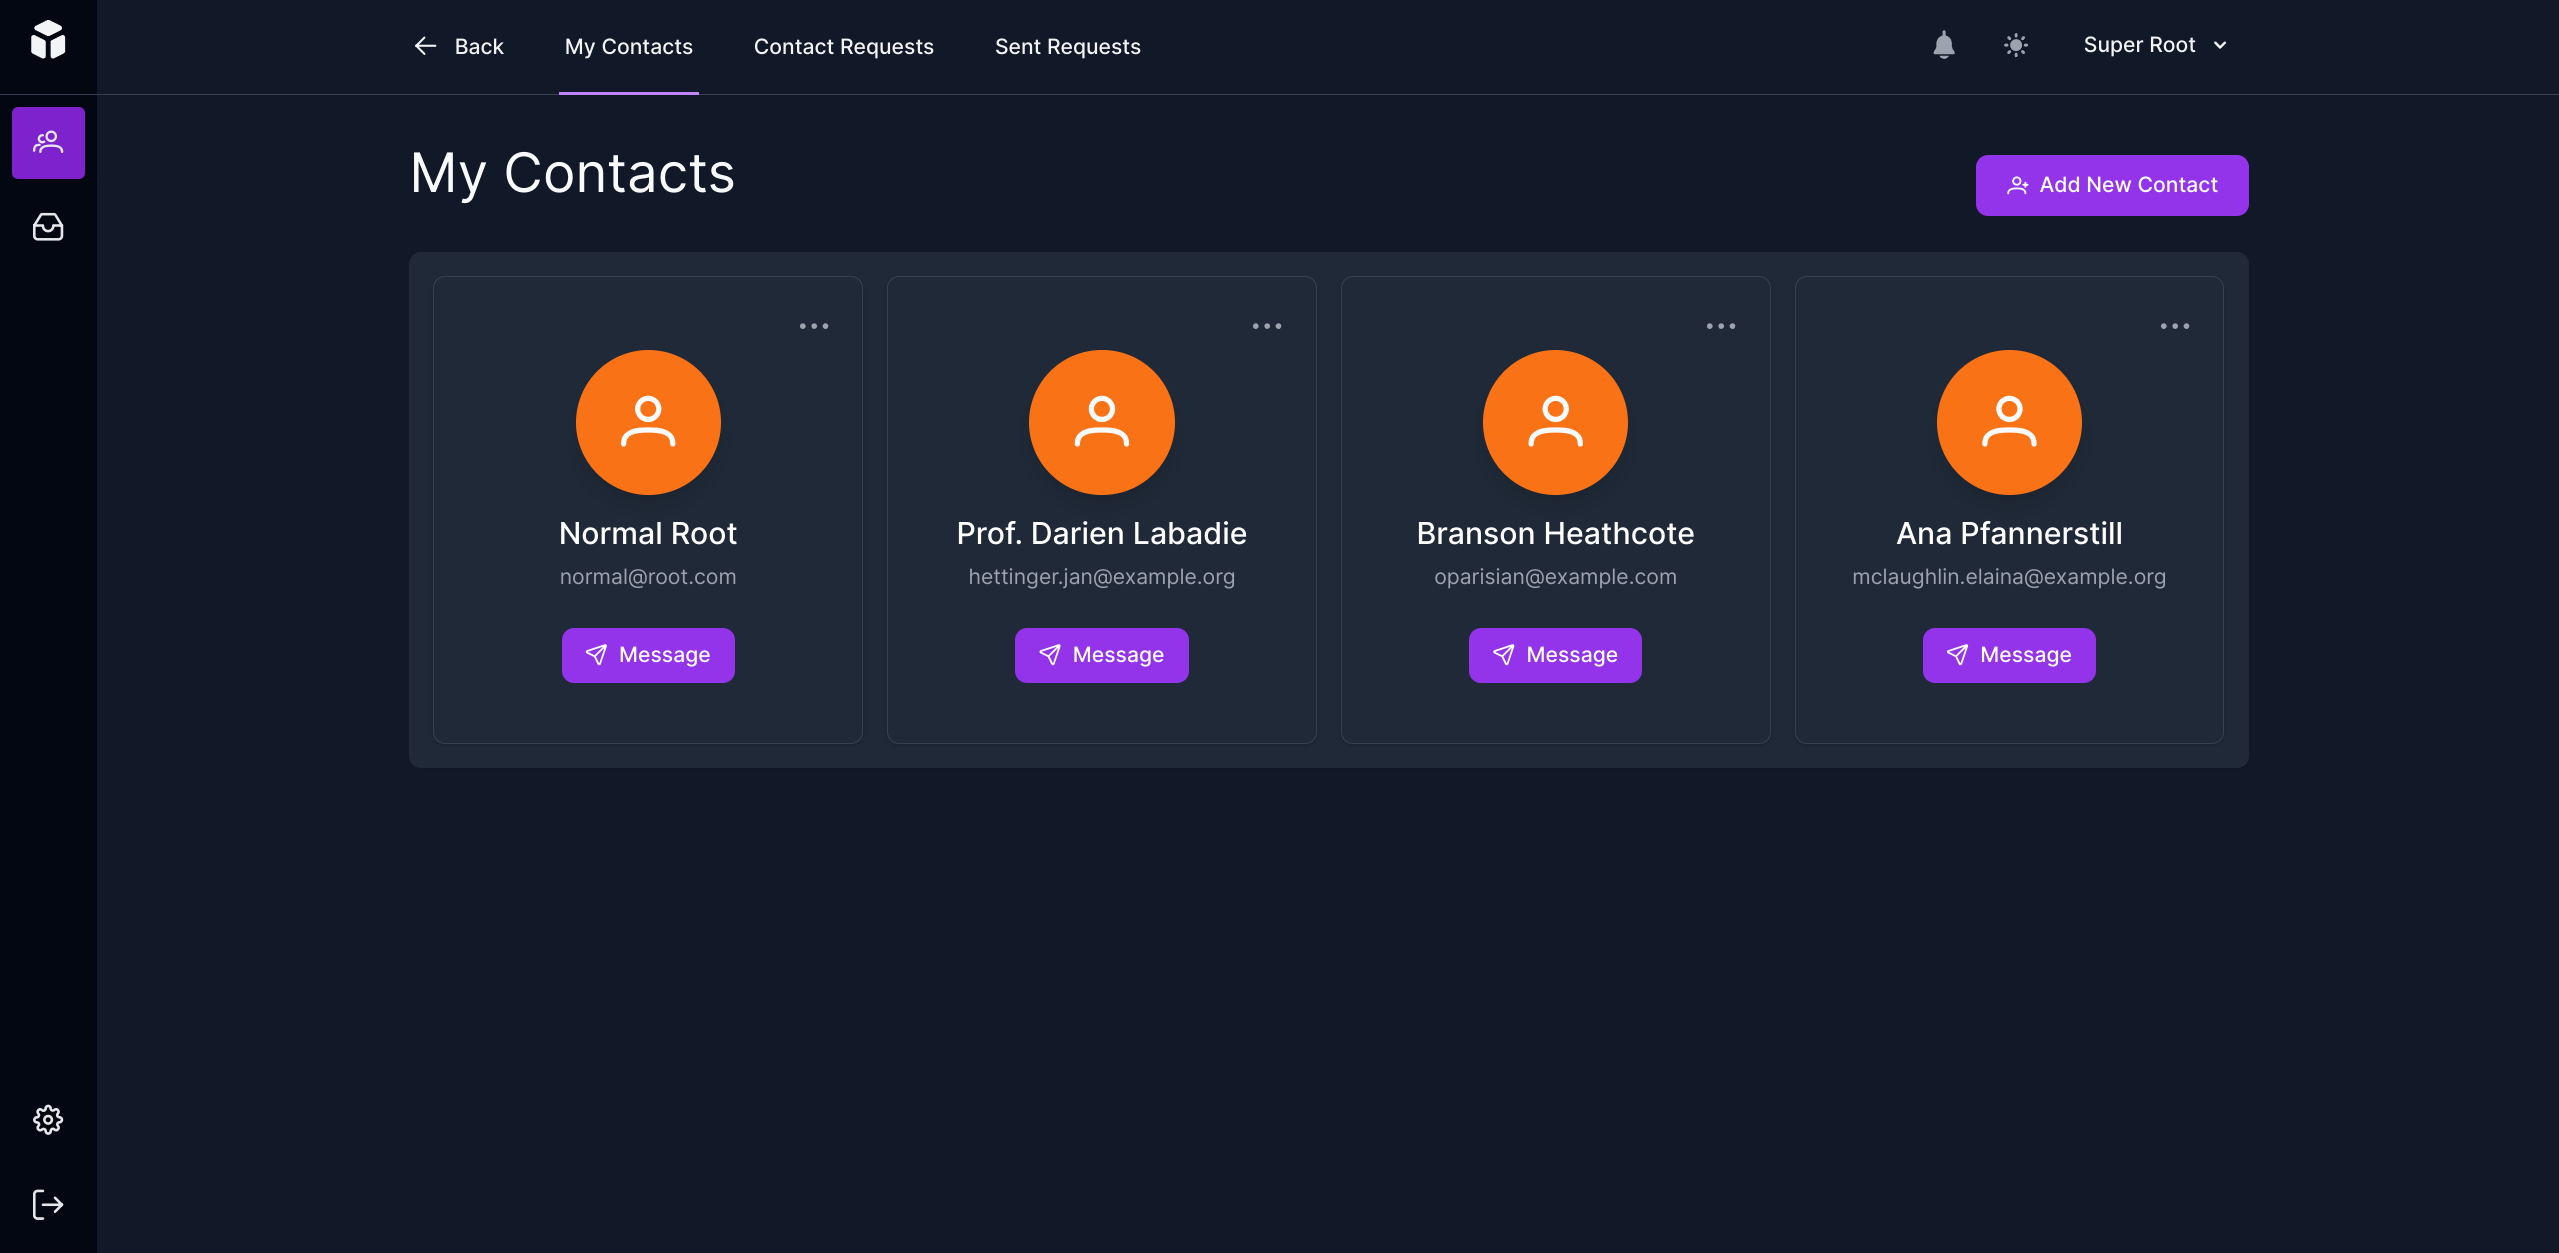 Back
My Contacts
Contact Requests
Sent Requests
Super Root
My Contacts
Add New Contact
Normal Root
normal@root.com
Message
Prof. Darien Labadie
hettinger.jan@example.org
Message
Branson Heathcote
oparisian@example.com
Message
Ana Pfannerstill
mclaughlin.elaina@example.org
Message